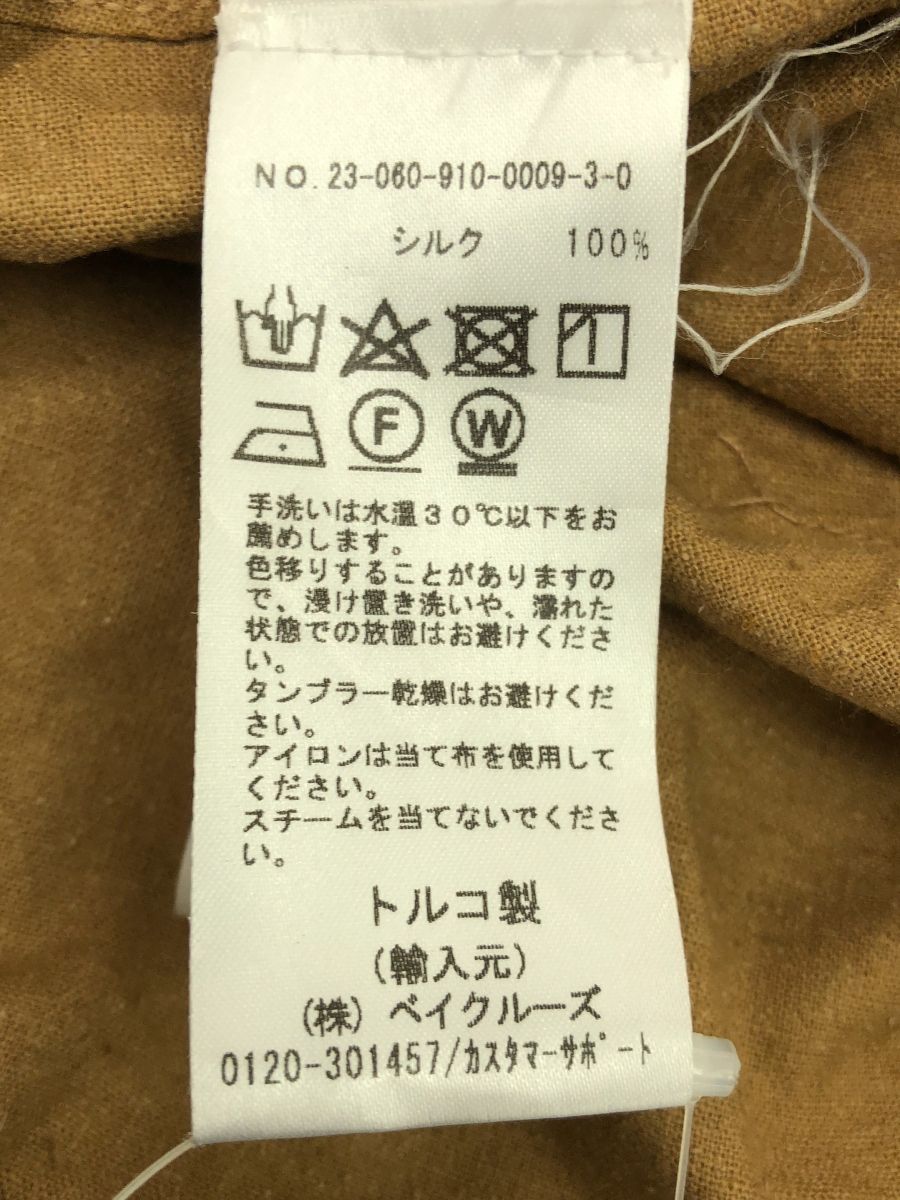 NO.23-060-910-0009-3-0
シルク 100%
F W
手洗いは水温30℃以下をお
薦めします。
色移りすることがありますの
で、浸け置き洗いや、濡れた
状態での放置はお避けくださ
い。
タンブラー乾燥はお避けくだ
さい。
アイロンは当て布を使用して
ください。
スチームを当てないでくださ
い。
トルコ製
(輸入元)
(株) ベイクルーズ
0120-301457/カスタマーサポート